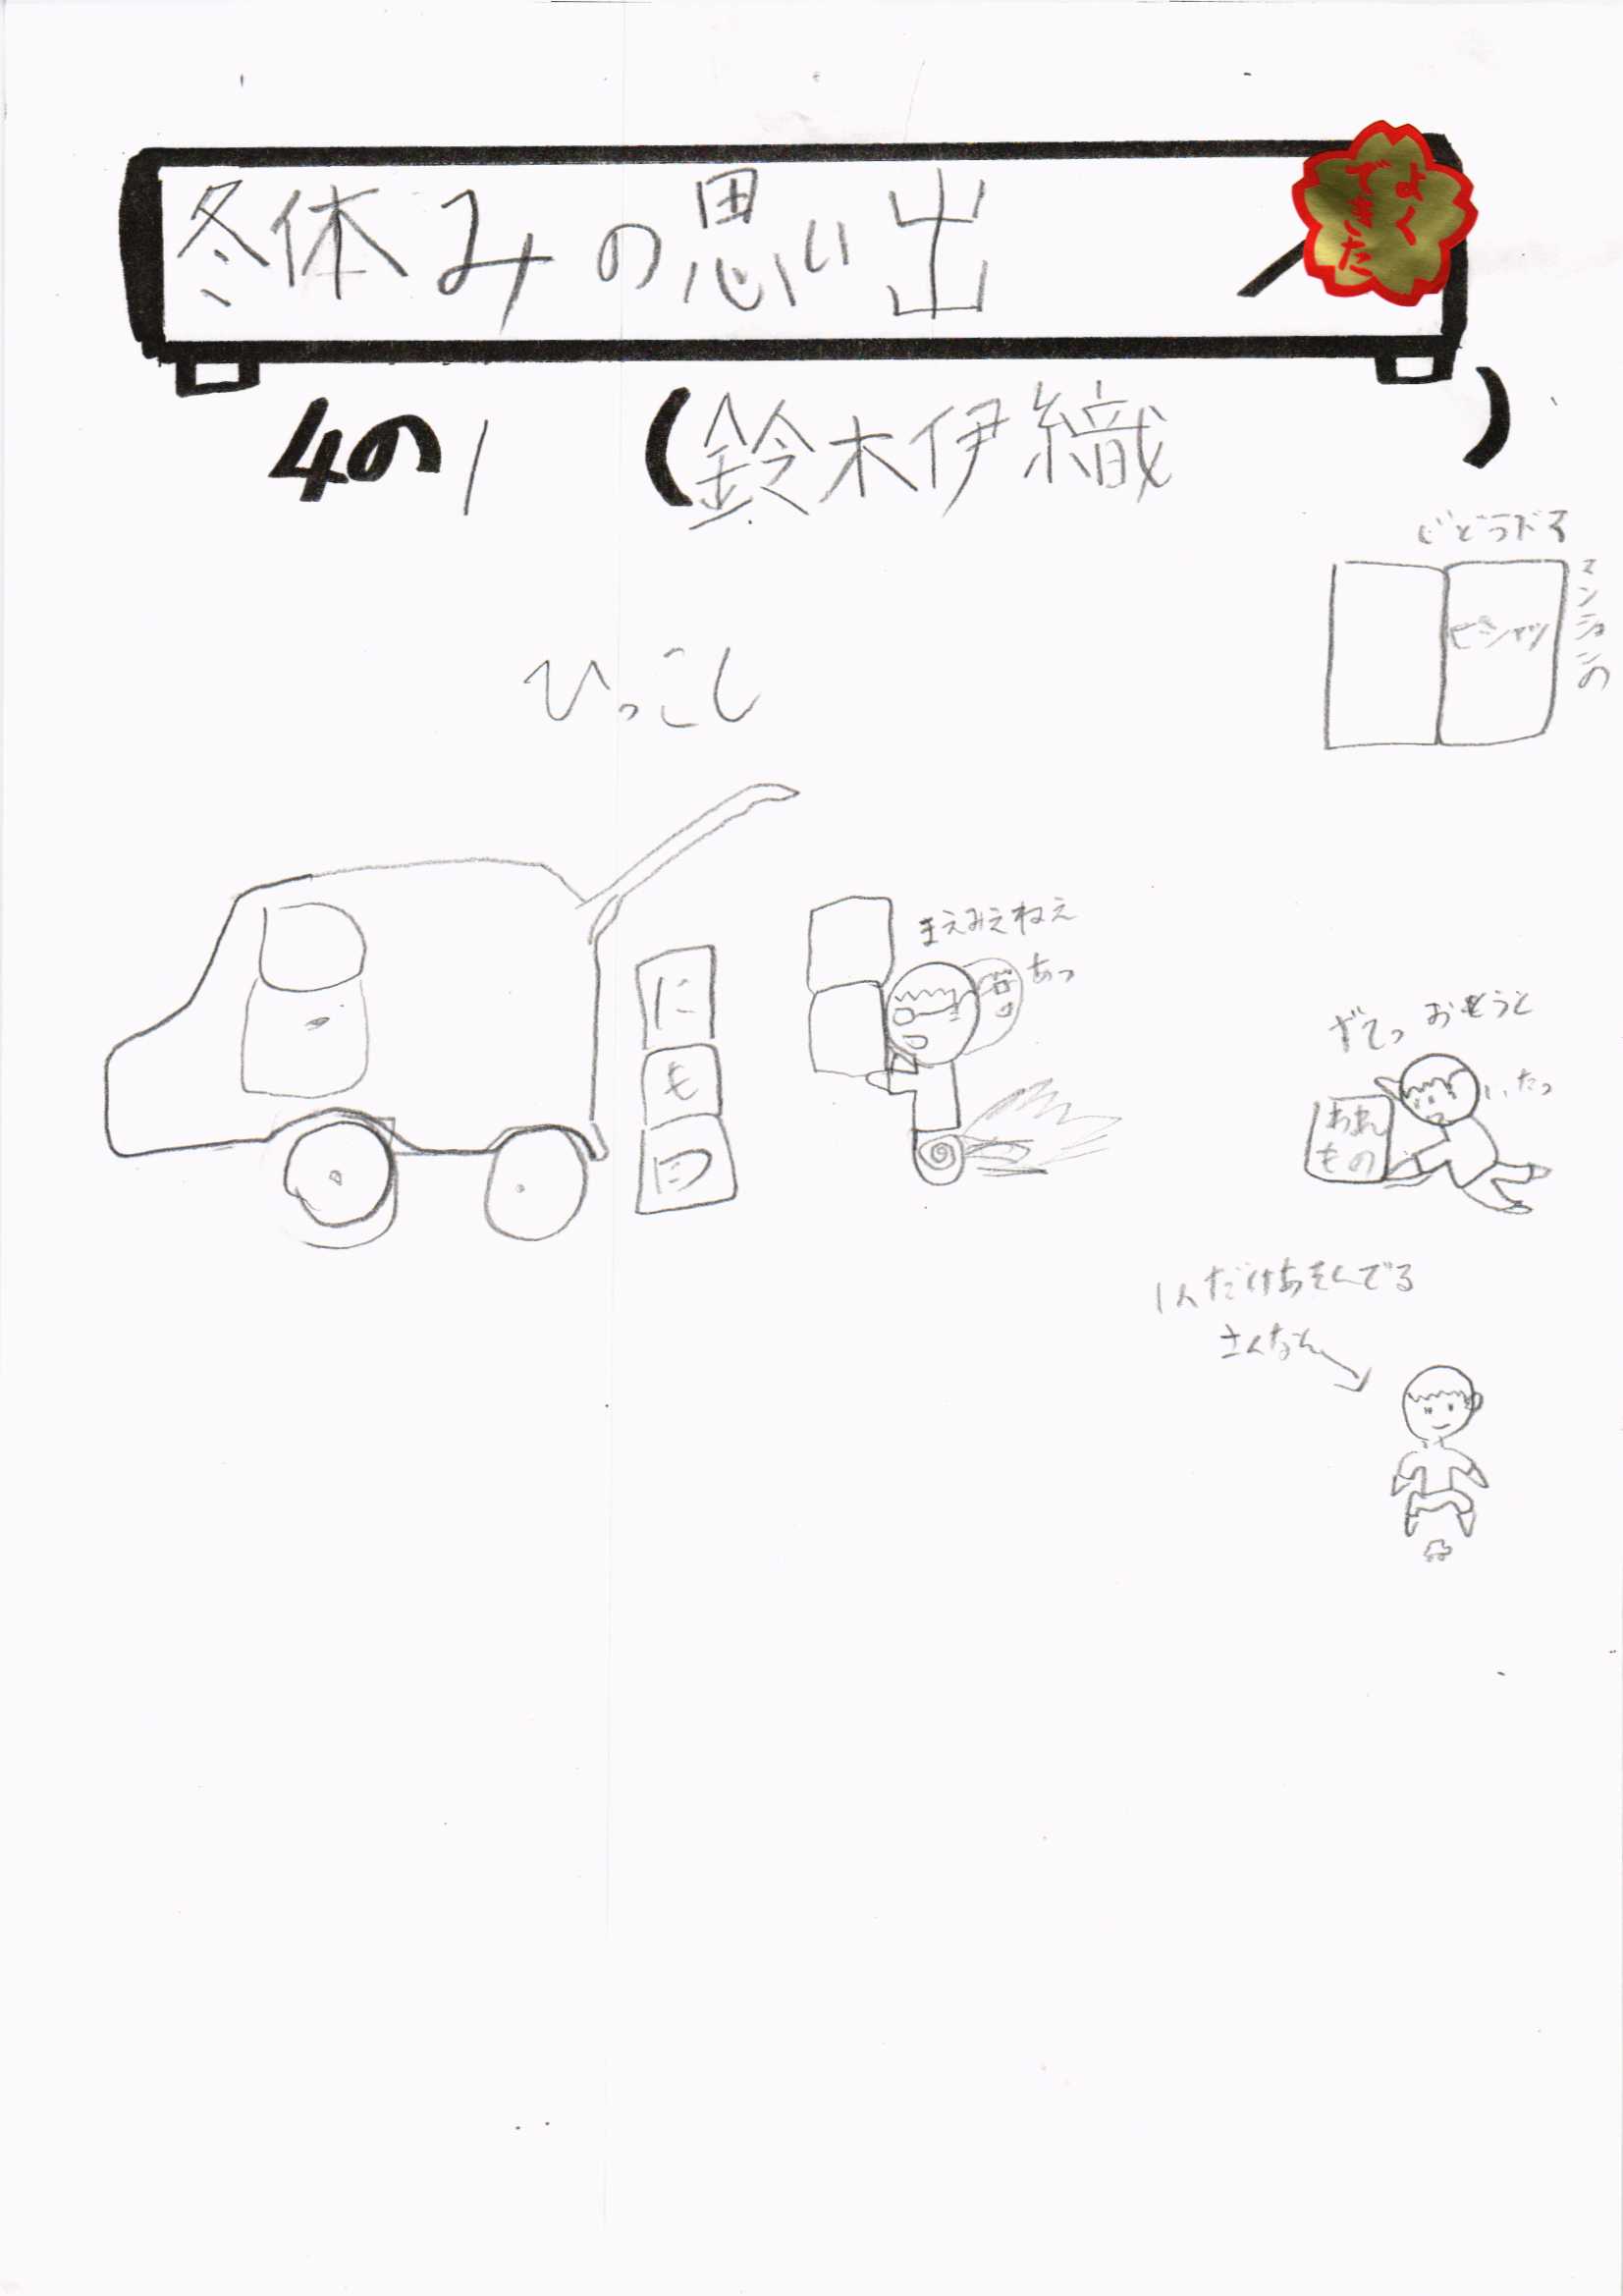 冬休みの思い出
よく
できた
4の1 (鈴木伊織)
じどうドア
マンションの
ピシャッ
ひっこし
にもつ
まえみえねえ
あっ
ずてっ
おとうと
いたっ
われ
もの
1人だけあそんでる
さんなん